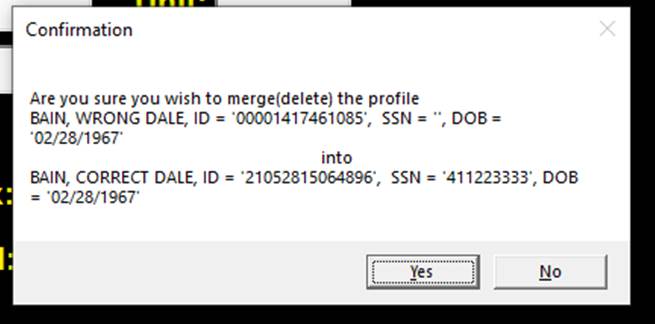 Unit:
Confirmation
Are you sure you wish to merge(delete) the profile
BAIN, WRONG DALE, ID = '00001417461085',  SSN = '', DOB =
'02/28/1967'
into
BAIN, CORRECT DALE, ID = '21052815064896',  SSN = '411223333', DOB
= '02/28/1967'
Yes
No